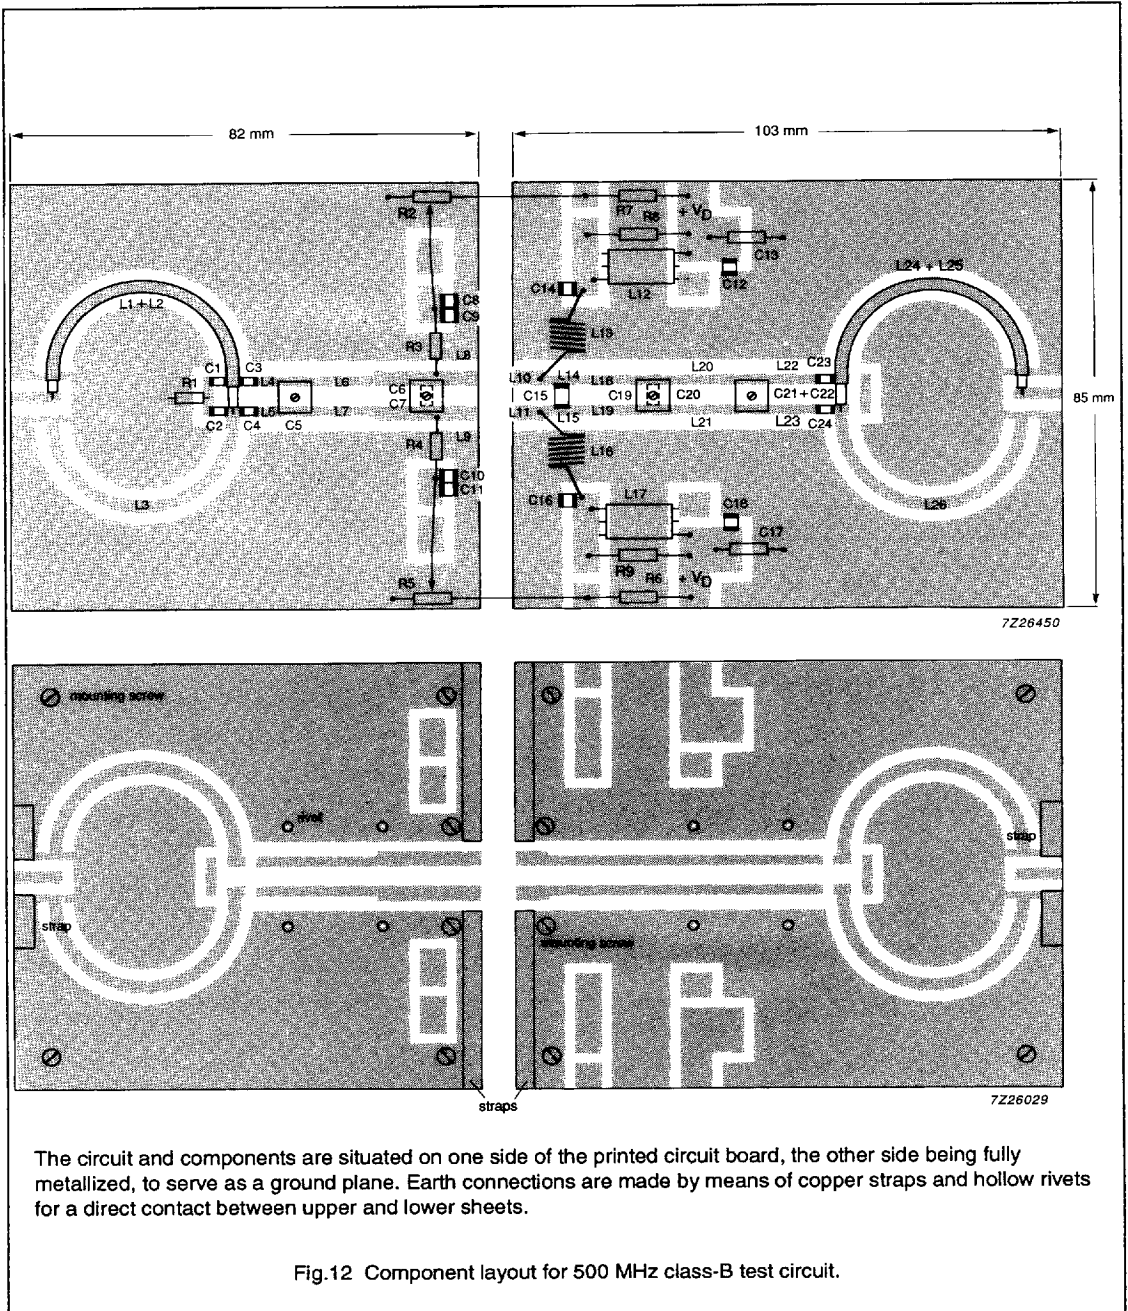 82 mm
103 mm
R2
R7
R8
+ VD
C13
C12
L24 + L25
C14
L12
C8
C9
L1 + L2
L13
R3
L8
L20
L22
C23
C1
C3
R1
L4
L6
L10
L14
L18
C6
C7
C15
C19
C20
C21 + C22
85 mm
L5
L7
L11
L15
L19
C2
C4
C5
L9
L21
L23
C24
R4
L16
C10
C11
L3
C16
L17
C18
L26
C17
R5
R9
R6
+ VD
7Z26450
mounting screw
rivet
strap
strap
mounting screw
straps
7Z26029
The circuit and components are situated on one side of the printed circuit board, the other side being fully
metallized, to serve as a ground plane. Earth connections are made by means of copper straps and hollow rivets
for a direct contact between upper and lower sheets.
Fig.12 Component layout for 500 MHz class-B test circuit.